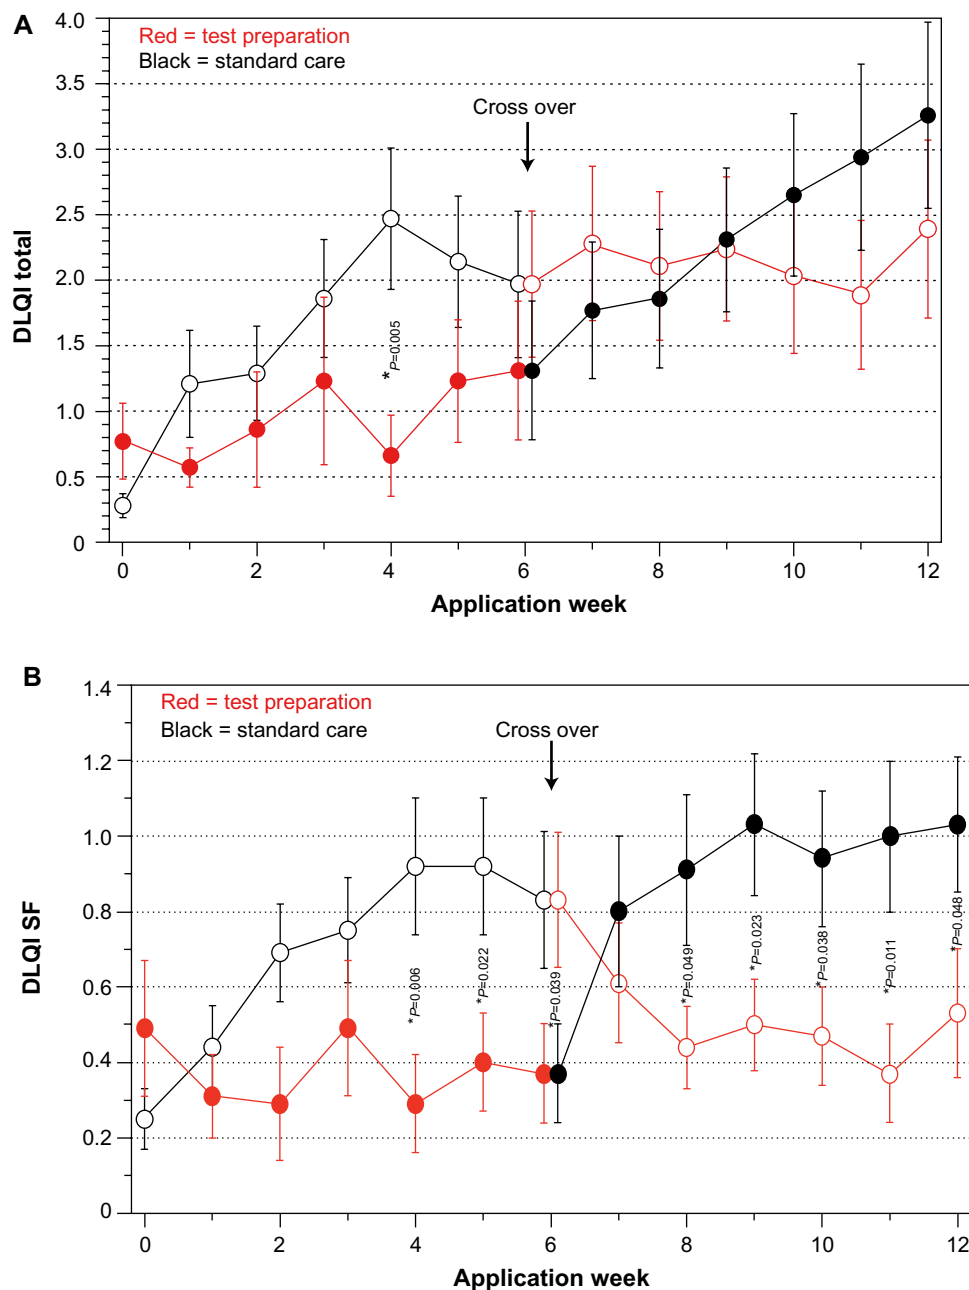 A
Red = test preparation
Black = standard care
Cross over
4.0
3.5
3.0
2.5
2.0
1.5
1.0
0.5
0
DLQI total
*P=0.005
0 2 4 6 8 10 12
Application week
B
Red = test preparation
Black = standard care
Cross over
1.4
1.2
1.0
0.8
0.6
0.4
0.2
0
DLQI SF
*P=0.006
*P=0.022
*P=0.039
*P=0.049
*P=0.023
*P=0.038
*P=0.011
*P=0.048
0 2 4 6 8 10 12
Application week